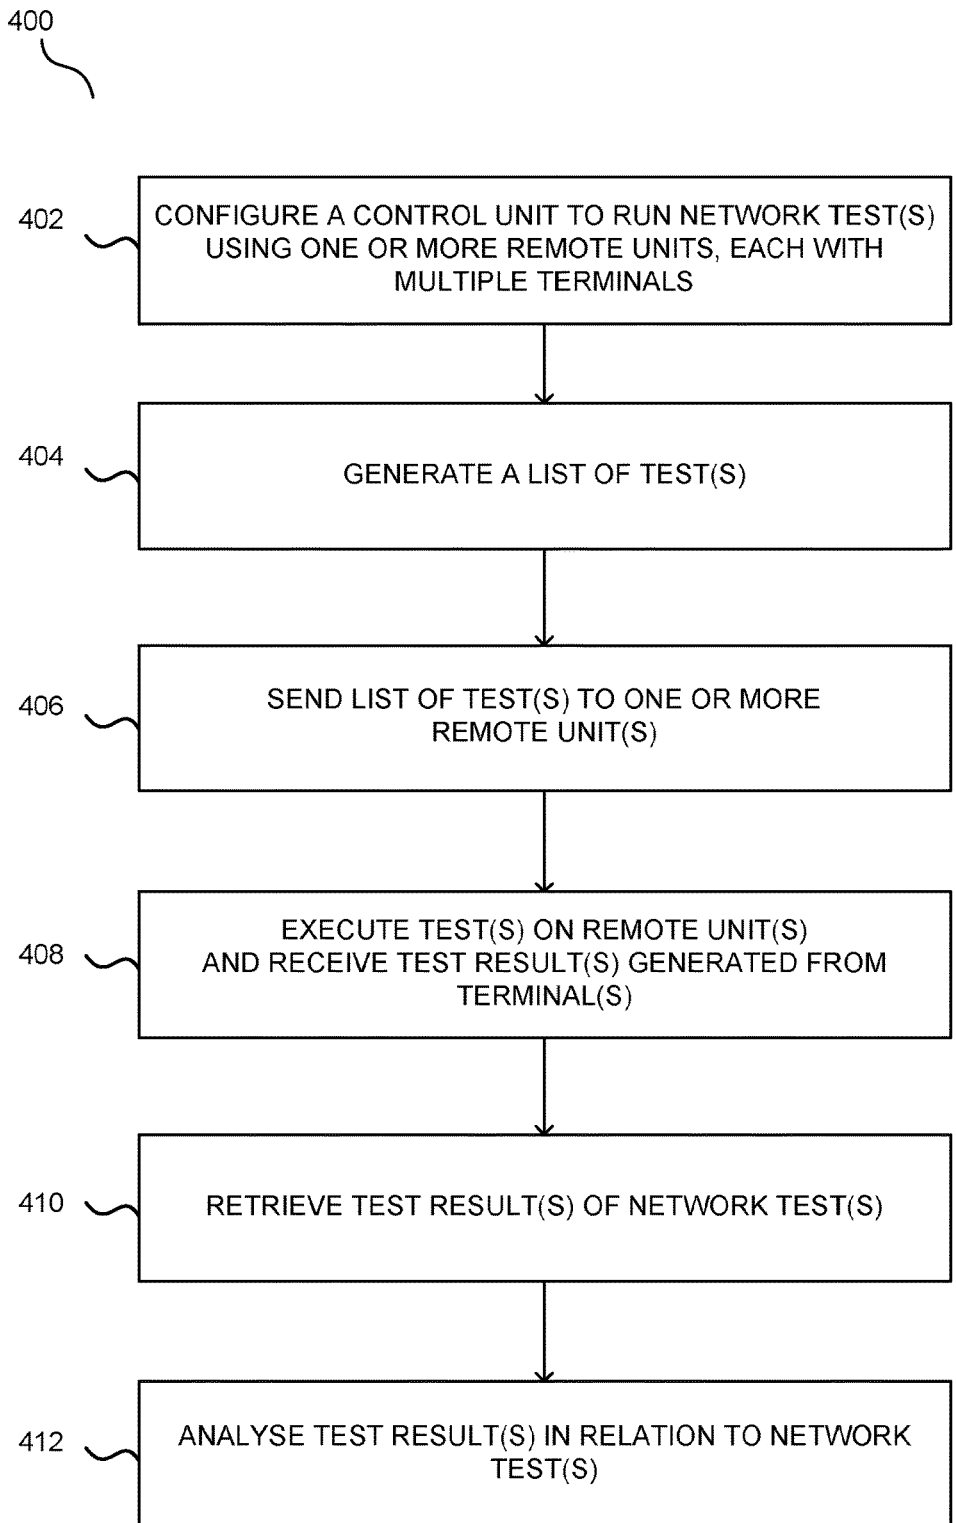 400
402
CONFIGURE A CONTROL UNIT TO RUN NETWORK TEST(S)
USING ONE OR MORE REMOTE UNITS, EACH WITH
MULTIPLE TERMINALS
404
GENERATE A LIST OF TEST(S)
406
SEND LIST OF TEST(S) TO ONE OR MORE
REMOTE UNIT(S)
408
EXECUTE TEST(S) ON REMOTE UNIT(S)
AND RECEIVE TEST RESULT(S) GENERATED FROM
TERMINAL(S)
410
RETRIEVE TEST RESULT(S) OF NETWORK TEST(S)
412
ANALYSE TEST RESULT(S) IN RELATION TO NETWORK
TEST(S)